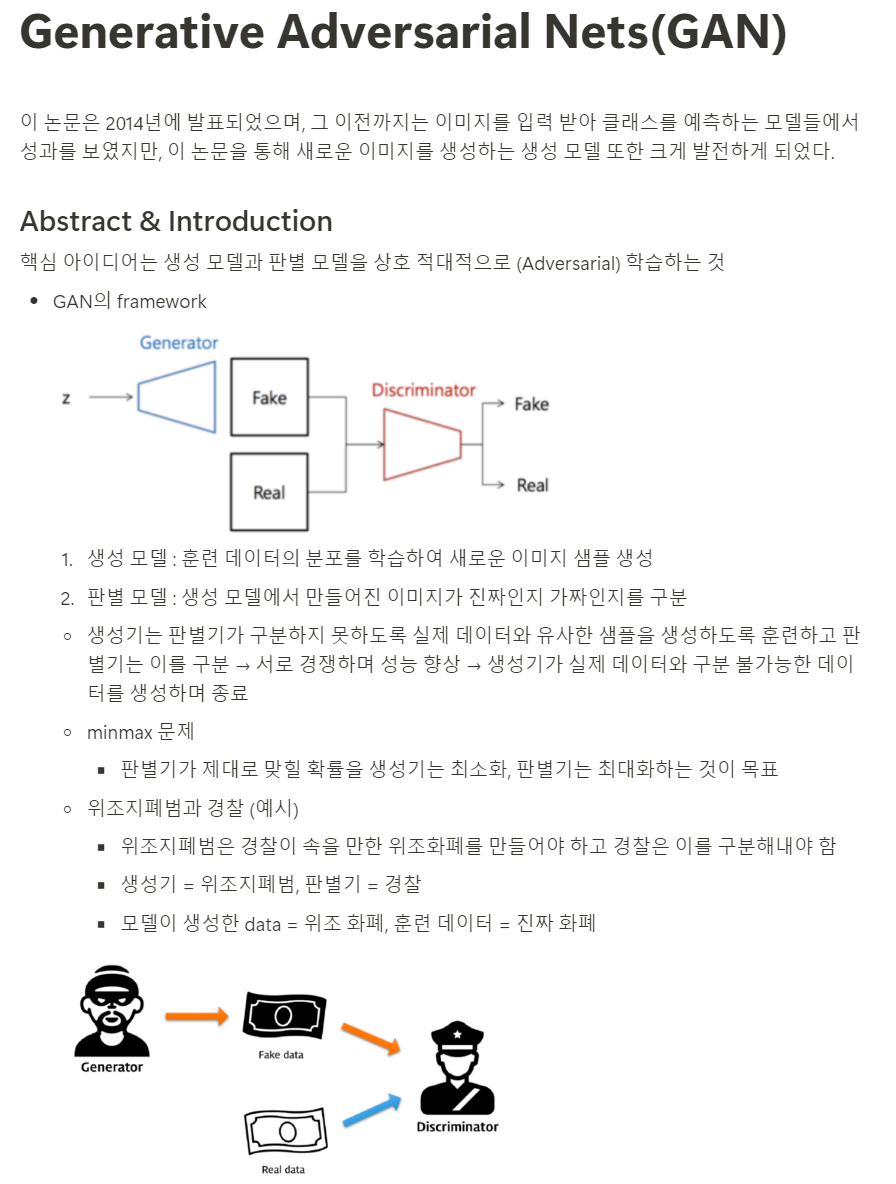 Generative Adversarial Nets(GAN)
이 논문은 2014년에 발표되었으며, 그 이전까지는 이미지를 입력 받아 클래스를 예측하는 모델들에서
성과를 보였지만, 이 논문을 통해 새로운 이미지를 생성하는 생성 모델 또한 크게 발전하게 되었다.
Abstract & Introduction
핵심 아이디어는 생성 모델과 판별 모델을 상호 적대적으로 (Adversarial) 학습하는 것
• GAN의 framework
Generator
z
Fake
Discriminator
Fake
Real
Real
1. 생성 모델 : 훈련 데이터의 분포를 학습하여 새로운 이미지 샘플 생성
2. 판별 모델 : 생성 모델에서 만들어진 이미지가 진짜인지 가짜인지를 구분
◦ 생성기는 판별기가 구분하지 못하도록 실제 데이터와 유사한 샘플을 생성하도록 훈련하고 판
별기는 이를 구분 → 서로 경쟁하며 성능 향상 → 생성기가 실제 데이터와 구분 불가능한 데이
터를 생성하며 종료
◦ minmax 문제
▪ 판별기가 제대로 맞힐 확률을 생성기는 최소화, 판별기는 최대화하는 것이 목표
◦ 위조지폐범과 경찰 (예시)
▪ 위조지폐범은 경찰이 속을 만한 위조화폐를 만들어야 하고 경찰은 이를 구분해내야 함
▪ 생성기 = 위조지폐범, 판별기 = 경찰
▪ 모델이 생성한 data = 위조 화폐, 훈련 데이터 = 진짜 화폐
Generator
Fake data
Discriminator
Real data